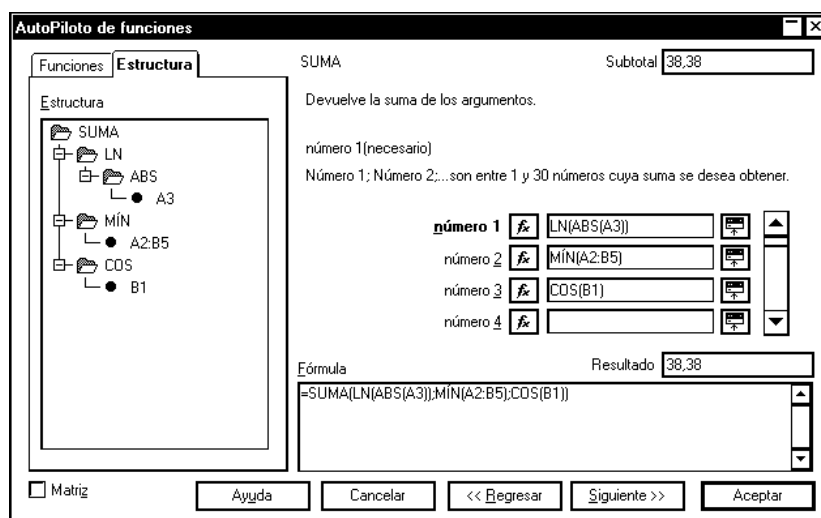 AutoPiloto de funciones
Funciones Estructura
Estructura
SUMA
LN
ABS
A3
MÍN
A2:B5
COS
B1
SUMA Subtotal 38,38
Devuelve la suma de los argumentos.
número 1(necesario)
Número 1; Número 2;...son entre 1 y 30 números cuya suma se desea obtener.
número 1 fx LN(ABS(A3))
número 2 fx MÍN(A2:B5)
número 3 fx COS(B1)
número 4 fx
Fórmula Resultado 38,38
=SUMA(LN(ABS(A3));MÍN(A2:B5);COS(B1))
Matriz Ayuda Cancelar << Regresar Siguiente >> Aceptar